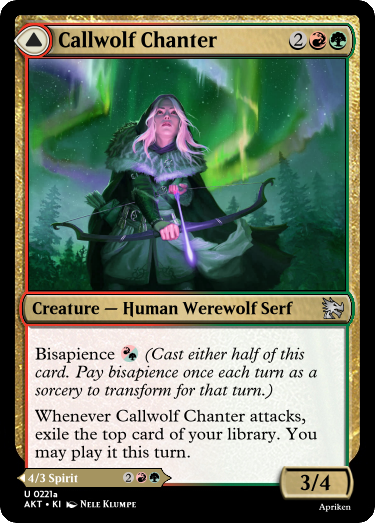 Callwolf Chanter 2
Creature — Human Werewolf Serf
Bisapience (Cast either half of this
card. Pay bisapience once each turn as a
sorcery to transform for that turn.)
Whenever Callwolf Chanter attacks,
exile the top card of your library. You
may play it this turn.
4/3 Spirit 2
3/4
U 0221a
AKT • KI Nele Klumpe
Apriken